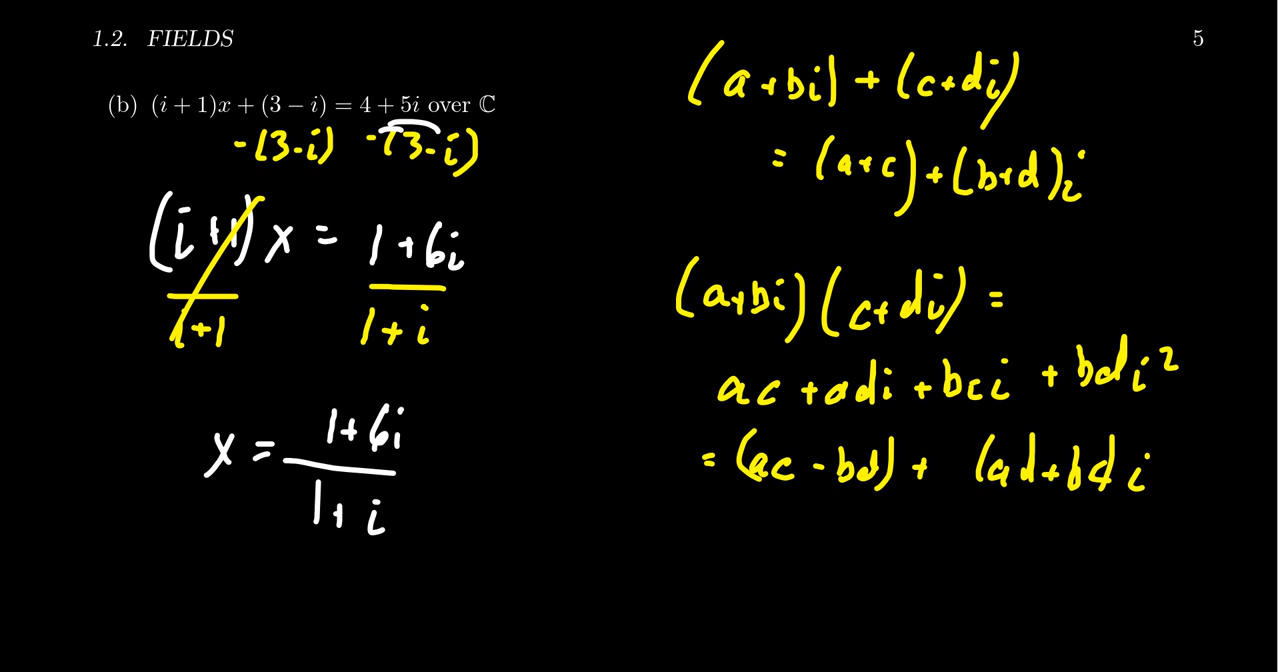 1.2. FIELDS 5
(b) (i + 1)x + (3 − i) = 4 + 5i over ℂ
-(3-i) -(3-i)
(i+1)x = 1+6i
i+1 1+i
x = 1+6i
1+i
(a+bi)+(c+di)
= (a+c)+(b+d)i
(a+bi)(c+di) =
ac +adi +bci + bdi²
= (ac - bd) + (ad+bc)i